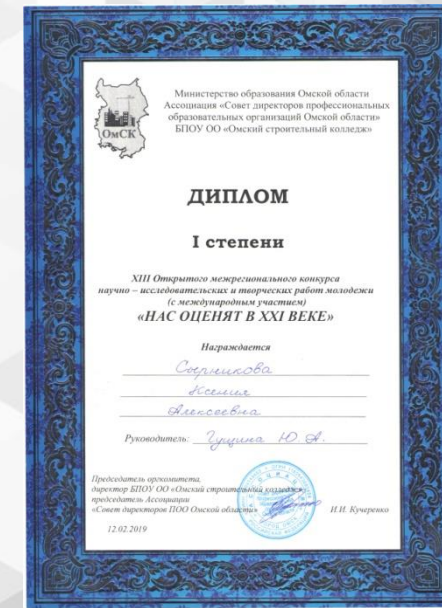 Министерство образования Омской области
Ассоциация «Совет директоров профессиональных
образовательных организаций Омской области»
БПОУ ОО «Омский строительный колледж»
ОмСК
ДИПЛОМ
I степени
XIII Открытого межрегионального конкурса
научно – исследовательских и творческих работ молодежи
(с международным участием)
«НАС ОЦЕНЯТ В XXI ВЕКЕ»
Награждается
Сырникова
Ксения
Алексеевна
Руководитель: Гущина Ю. А.
Председатель оргкомитета,
директор БПОУ ОО «Омский строительный колледж»,
председатель Ассоциации
«Совет директоров ПОО Омской области» И.И. Кучеренко
12.02.2019